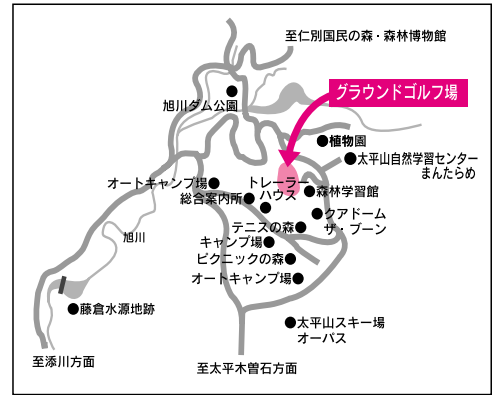 至仁別国民の森・森林博物館
グラウンドゴルフ場
旭川ダム公園
植物園
太平山自然学習センター
まんたらめ
オートキャンプ場
トレーラー
ハウス
総合案内所
森林学習館
クアドーム
ザ・ブーン
テニスの森
旭川
キャンプ場
ピクニックの森
オートキャンプ場
藤倉水源地跡
太平山スキー場
オーパス
至添川方面
至太平木曽石方面